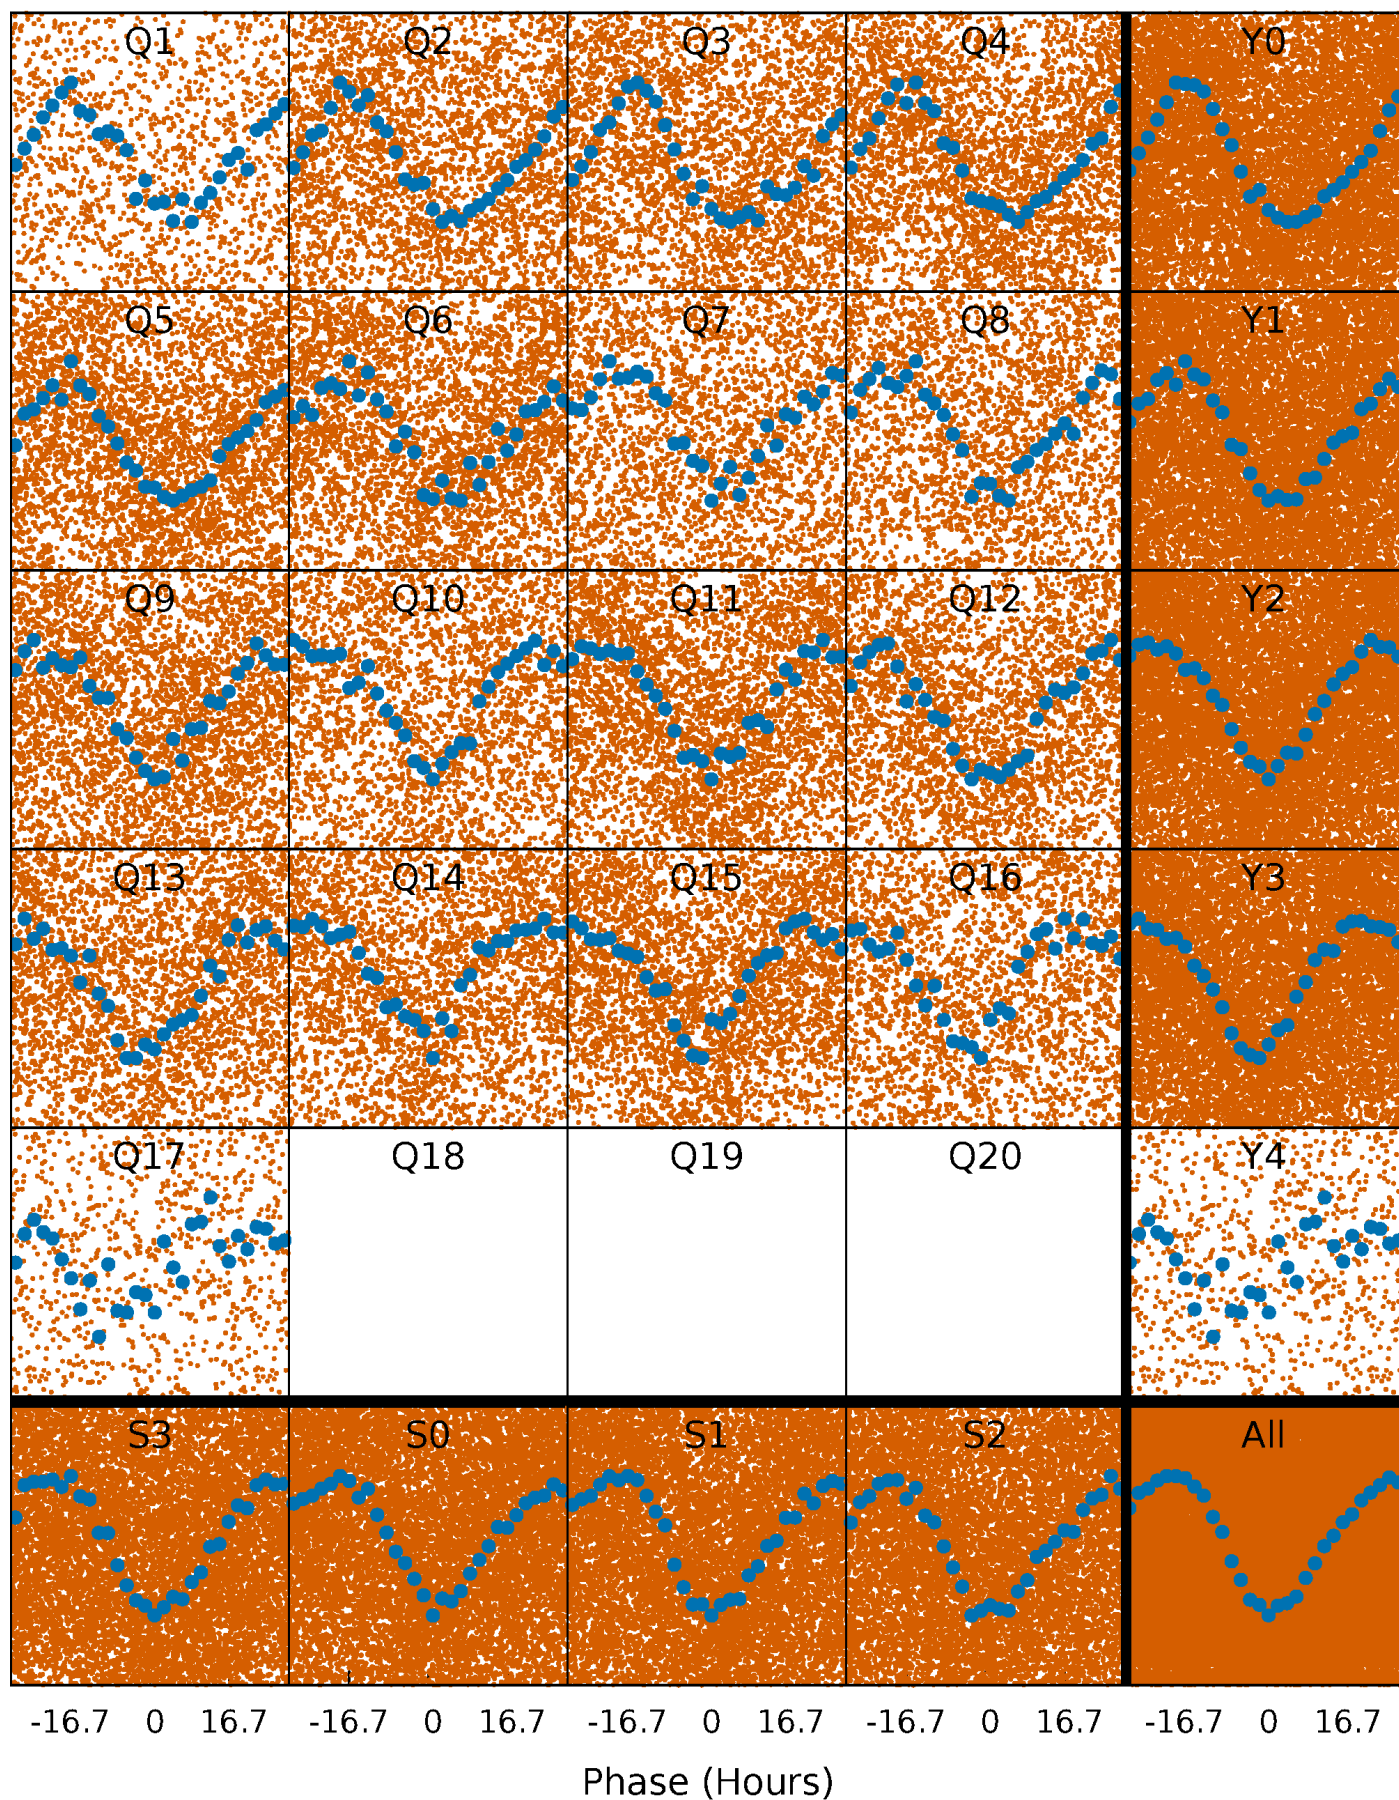 Q1 Q2 Q3 Q4 Y0
Q5 Q6 Q7 Q8 Y1
Q9 Q10 Q11 Q12 Y2
Q13 Q14 Q15 Q16 Y3
Q17 Q18 Q19 Q20 Y4
S3 S0 S1 S2 All
-16.7 0 16.7 -16.7 0 16.7 -16.7 0 16.7 -16.7 0 16.7 -16.7 0 16.7
Phase (Hours)